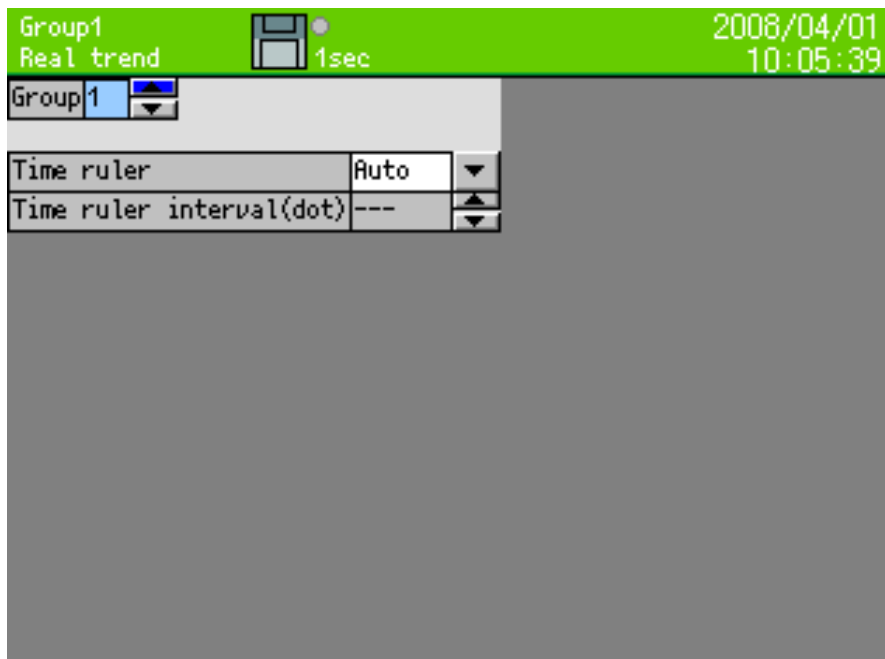 Group1
Real trend
1sec
2008/04/01
10:05:39
Group 1
Time ruler Auto
Time ruler interval(dot) ---